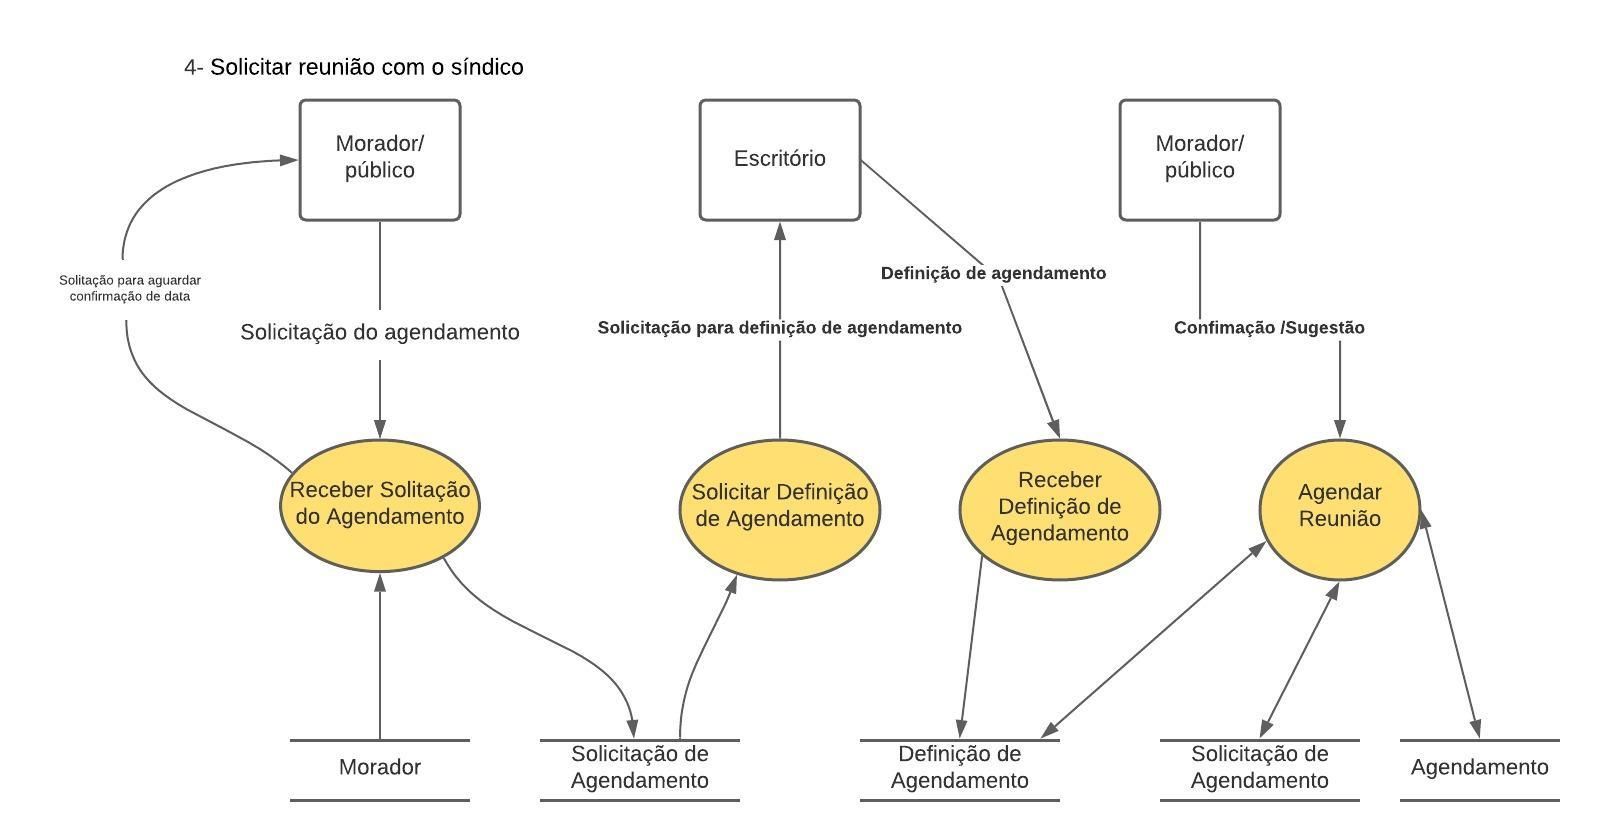 4- Solicitar reunião com o síndico
Morador/
público
Escritório
Morador/
público
Solitação para aguardar
confirmação de data
Solicitação do agendamento
Solicitação para definição de agendamento
Definição de agendamento
Confimação /Sugestão
Receber Solitação
do Agendamento
Solicitar Definição
de Agendamento
Receber
Definição de
Agendamento
Agendar
Reunião
Morador
Solicitação de
Agendamento
Definição de
Agendamento
Solicitação de
Agendamento
Agendamento